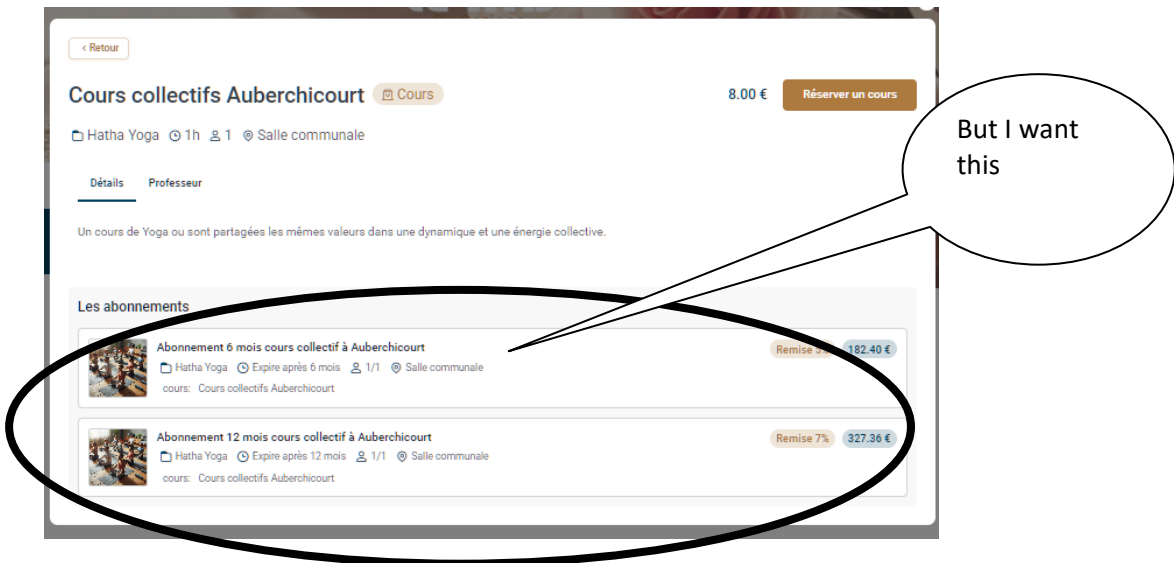 < Retour
Cours collectifs Auberchicourt Cours 8.00 € Réserver un cours
Hatha Yoga 1h 1 Salle communale
But I want
this
Détails Professeur
Un cours de Yoga ou sont partagées les mêmes valeurs dans une dynamique et une énergie collective.
Les abonnements
Abonnement 6 mois cours collectif à Auberchicourt Remise 182.40 €
Hatha Yoga Expire après 6 mois 1/1 Salle communale
cours: Cours collectifs Auberchicourt
Abonnement 12 mois cours collectif à Auberchicourt Remise 7% 327.36 €
Hatha Yoga Expire après 12 mois 1/1 Salle communale
cours: Cours collectifs Auberchicourt